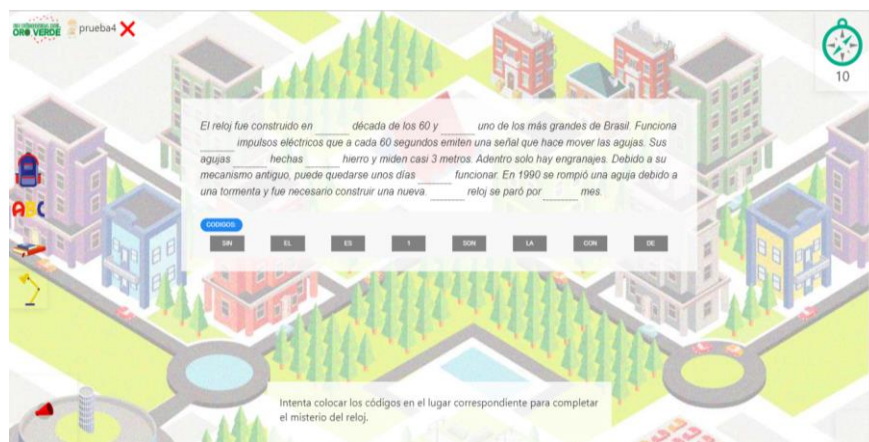 EN PRIMERA DEL
ORO VERDE
prueba4
10
El reloj fue construido en ______ década de los 60 y ______ uno de los más grandes de Brasil. Funciona
______ impulsos eléctricos que a cada 60 segundos emiten una señal que hace mover las agujas. Sus
agujas ______ hechas ______ hierro y miden casi 3 metros. Adentro solo hay engranajes. Debido a su
mecanismo antiguo, puede quedarse unos días ______ funcionar. En 1990 se rompió una aguja debido a
una tormenta y fue necesario construir una nueva. ______ reloj se paró por ______ mes.
CODIGOS:
SIN EL ES 1 SON LA CON DE
ABC
Intenta colocar los códigos en el lugar correspondiente para completar
el misterio del reloj.